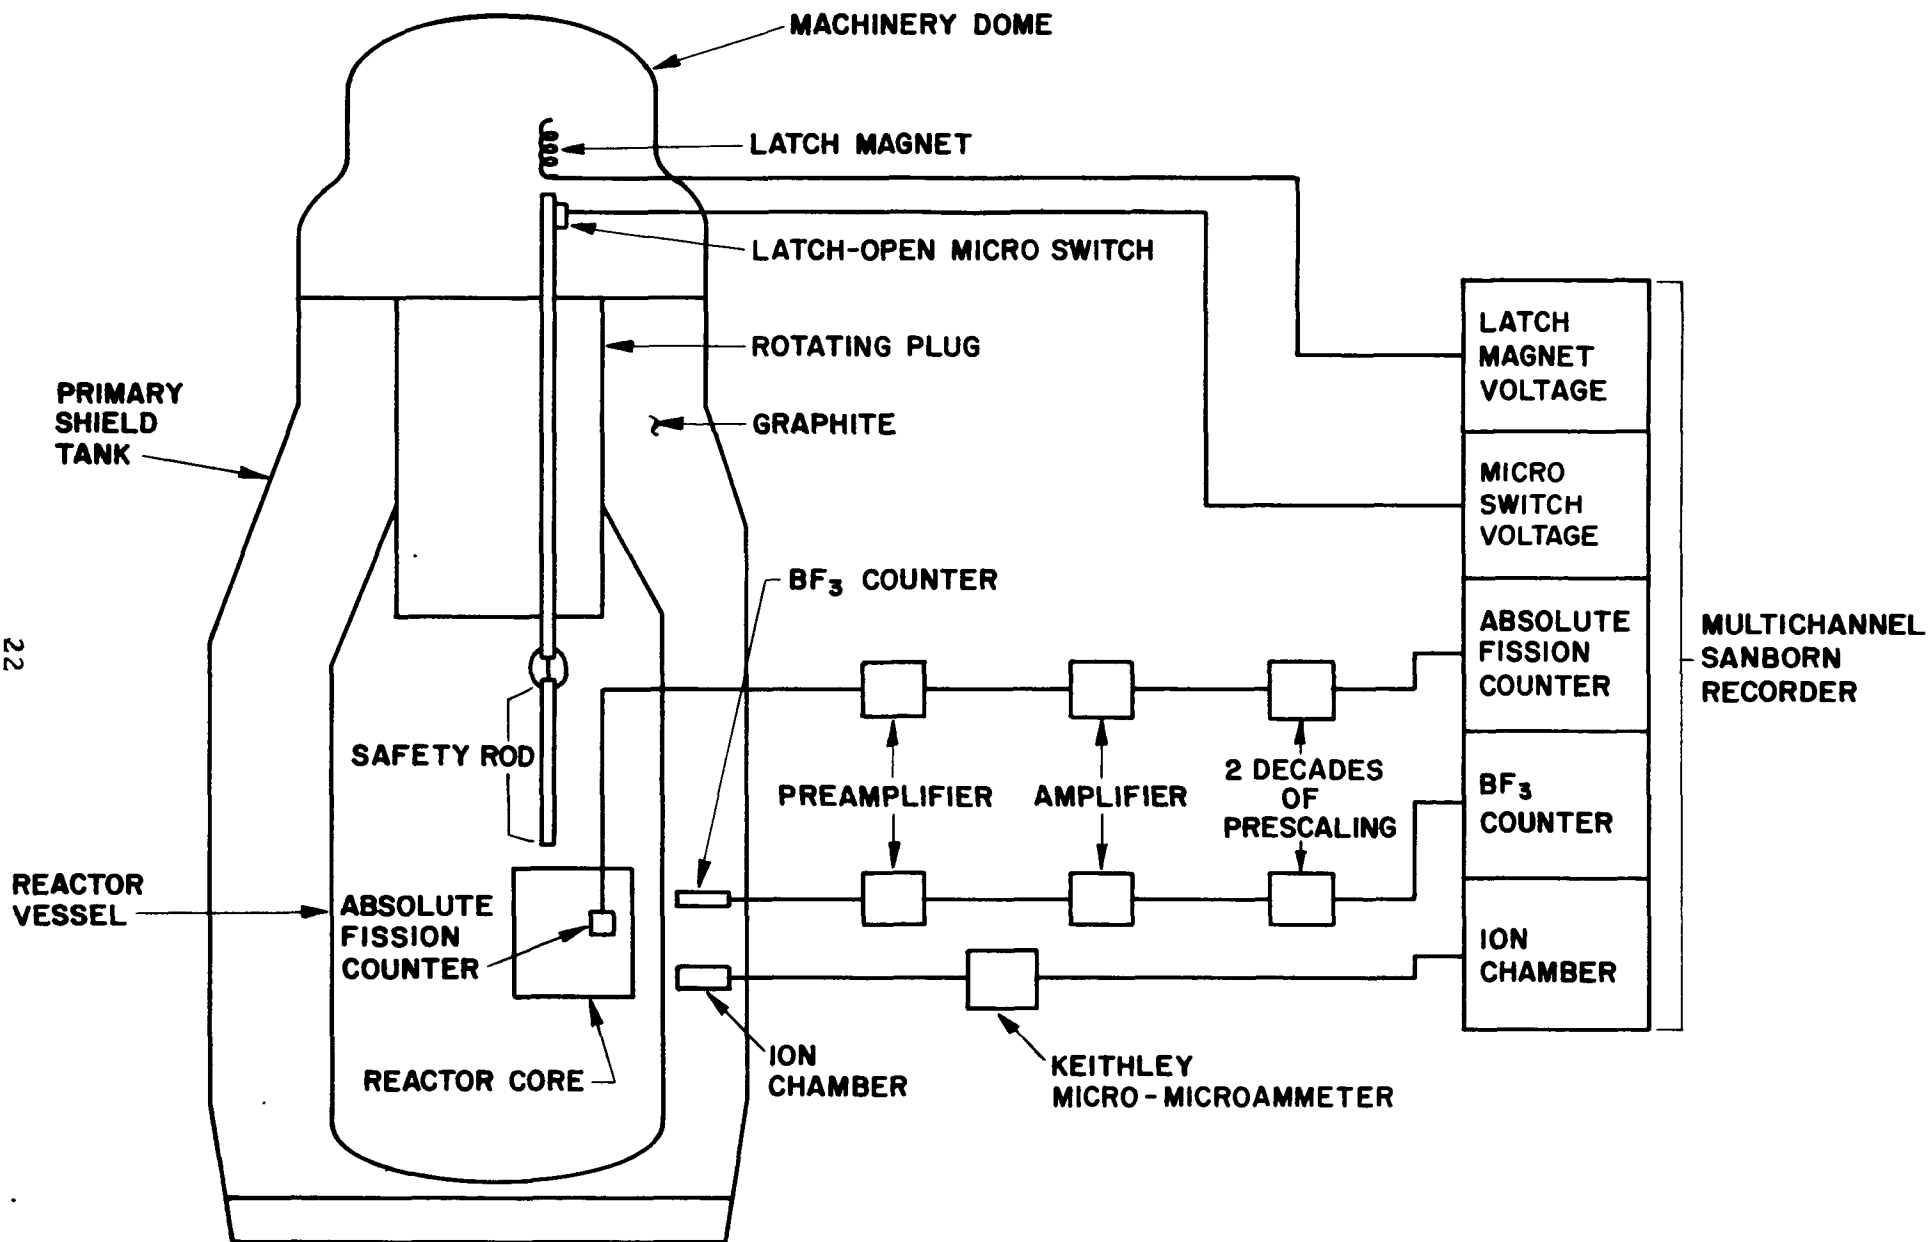 MACHINERY DOME
LATCH MAGNET
LATCH-OPEN MICRO SWITCH
ROTATING PLUG
GRAPHITE
PRIMARY
SHIELD
TANK
BF₃ COUNTER
SAFETY ROD
PREAMPLIFIER
AMPLIFIER
2 DECADES
OF
PRESCALING
REACTOR
VESSEL
ABSOLUTE
FISSION
COUNTER
REACTOR CORE
ION
CHAMBER
KEITHLEY
MICRO-MICROAMMETER
LATCH
MAGNET
VOLTAGE
MICRO
SWITCH
VOLTAGE
ABSOLUTE
FISSION
COUNTER
BF₃
COUNTER
ION
CHAMBER
MULTICHANNEL
SANBORN
RECORDER
22